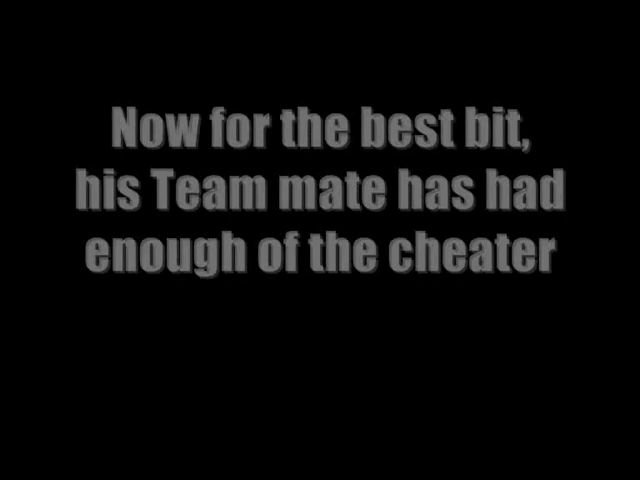 Now for the best bit,
his Team mate has had
enough of the cheater